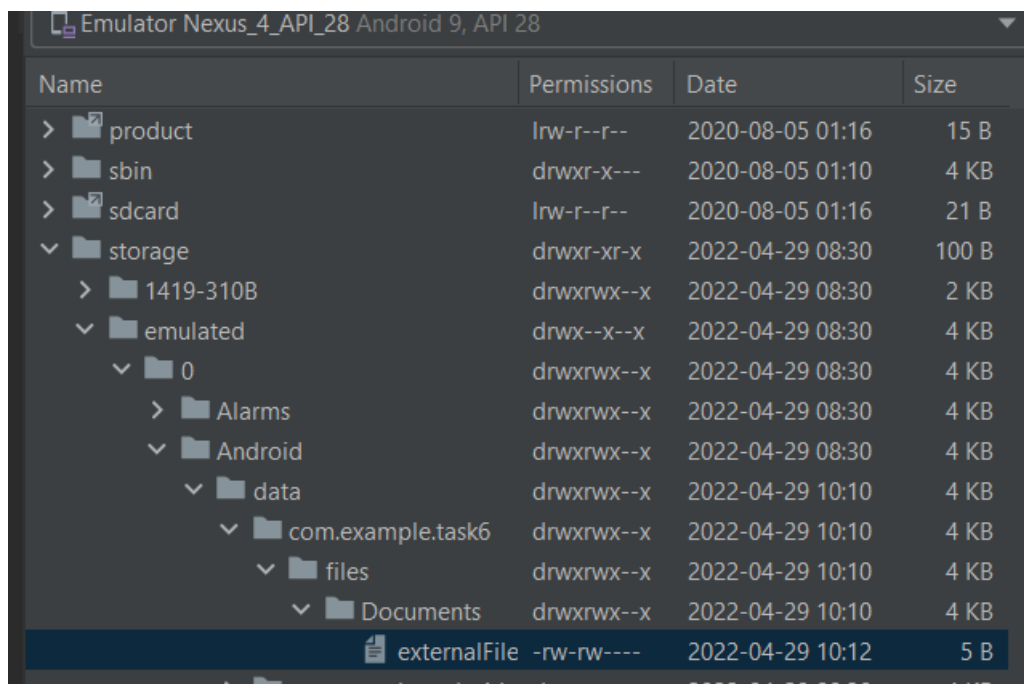 Emulator Nexus_4_API_28 Android 9, API 28
Name Permissions Date Size
product lrw-r--r-- 2020-08-05 01:16 15 B
sbin drwxr-x--- 2020-08-05 01:10 4 KB
sdcard lrw-r--r-- 2020-08-05 01:16 21 B
storage drwxr-xr-x 2022-04-29 08:30 100 B
1419-310B drwxrwx--x 2022-04-29 08:30 2 KB
emulated drwx--x--x 2022-04-29 08:30 4 KB
0 drwxrwx--x 2022-04-29 08:30 4 KB
Alarms drwxrwx--x 2022-04-29 08:30 4 KB
Android drwxrwx--x 2022-04-29 08:30 4 KB
data drwxrwx--x 2022-04-29 10:10 4 KB
com.example.task6 drwxrwx--x 2022-04-29 10:10 4 KB
files drwxrwx--x 2022-04-29 10:10 4 KB
Documents drwxrwx--x 2022-04-29 10:10 4 KB
externalFile -rw-rw---- 2022-04-29 10:12 5 B